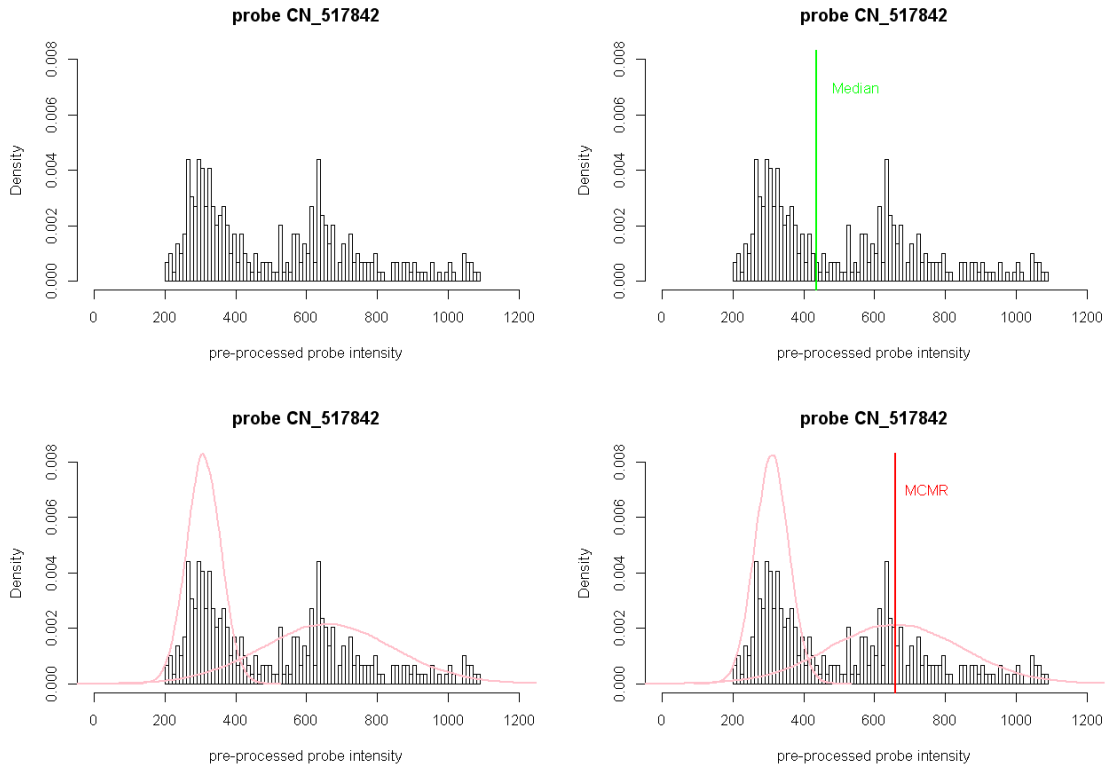 probe CN_517842
Density
0.000 0.002 0.004 0.006 0.008
0 200 400 600 800 1000 1200
pre-processed probe intensity
probe CN_517842
Median
Density
0.000 0.002 0.004 0.006 0.008
0 200 400 600 800 1000 1200
pre-processed probe intensity
probe CN_517842
Density
0.000 0.002 0.004 0.006 0.008
0 200 400 600 800 1000 1200
pre-processed probe intensity
probe CN_517842
MCMR
Density
0.000 0.002 0.004 0.006 0.008
0 200 400 600 800 1000 1200
pre-processed probe intensity